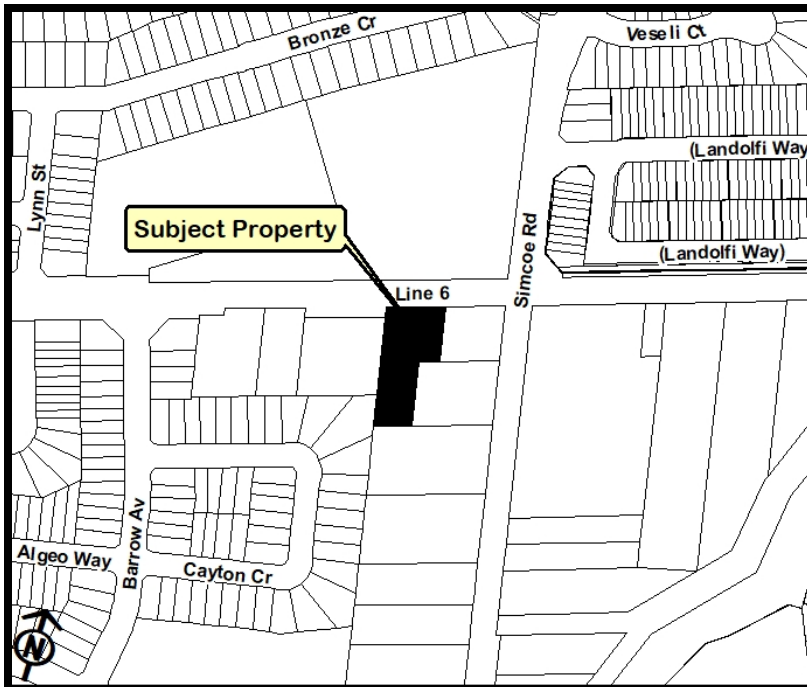 Bronze Cr
Veseli Ct
(Landolfi Way
Lynn St
Subject Property
Simcoe Rd
(Landolfi Way)
Line 6
Algeo Way
Barrow Av
Cayton Cr
N